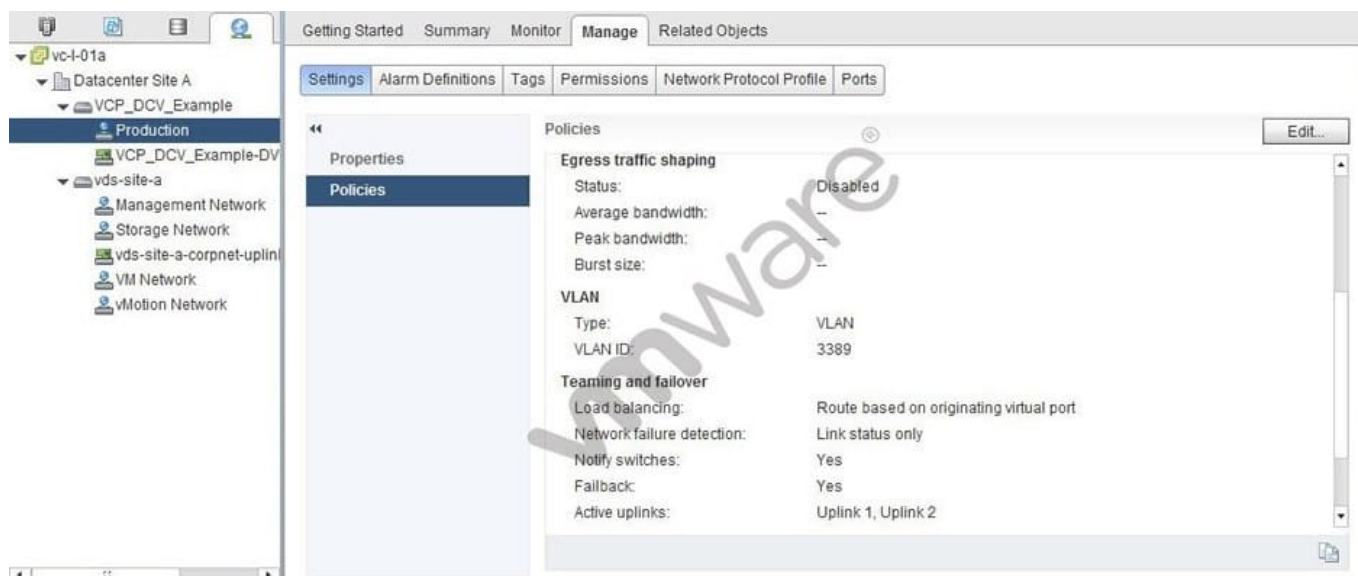 Getting Started Summary Monitor Manage Related Objects
vc-l-01a
Datacenter Site A
VCP_DCV_Example
Production
VCP_DCV_Example-DV
vds-site-a
Management Network
Storage Network
vds-site-a-corpnet-uplinl
VM Network
vMotion Network
Settings Alarm Definitions Tags Permissions Network Protocol Profile Ports
Properties
Policies
Policies Edit...
Egress traffic shaping
Status: Disabled
Average bandwidth: --
Peak bandwidth: --
Burst size: --
VLAN
Type: VLAN
VLAN ID: 3389
Teaming and failover
Load balancing: Route based on originating virtual port
Network failure detection: Link status only
Notify switches: Yes
Failback: Yes
Active uplinks: Uplink 1, Uplink 2
vmware